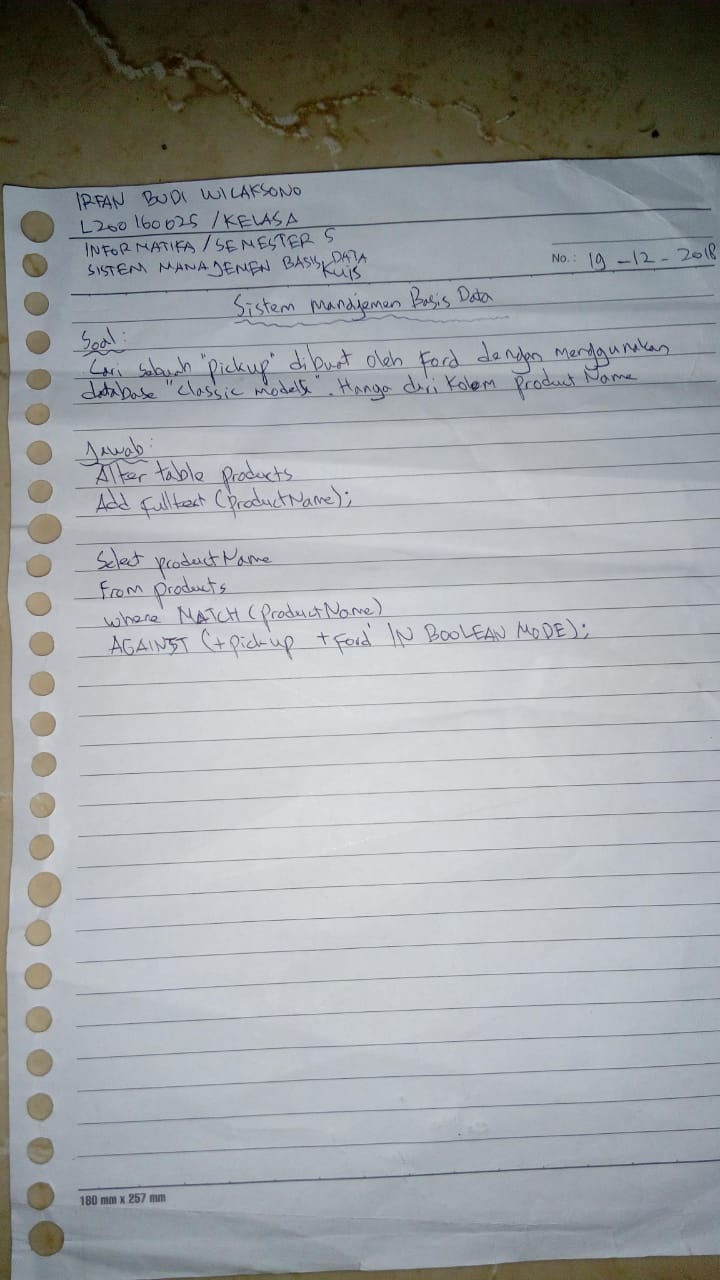 IRFAN BUDI WICAKSONO
L200160025 / KELAS A
INFORMATIKA / SEMESTER 5
SISTEM MANAJEMEN BASIS DATA
KUIS
No.: 19 - 12 - 2018
Sistem Manajemen Basis Data
Soal :
Cari sebuah "pickup" dibuat oleh Ford dengan menggunakan
database "classic models". Hanya dari kolom product Name
Jawab :
Alter table products
Add fulltext (productName);
Select productName
From products
where MATCH (productName)
AGAINST ('+pickup +Ford' IN BOOLEAN MODE);
180 mm x 257 mm